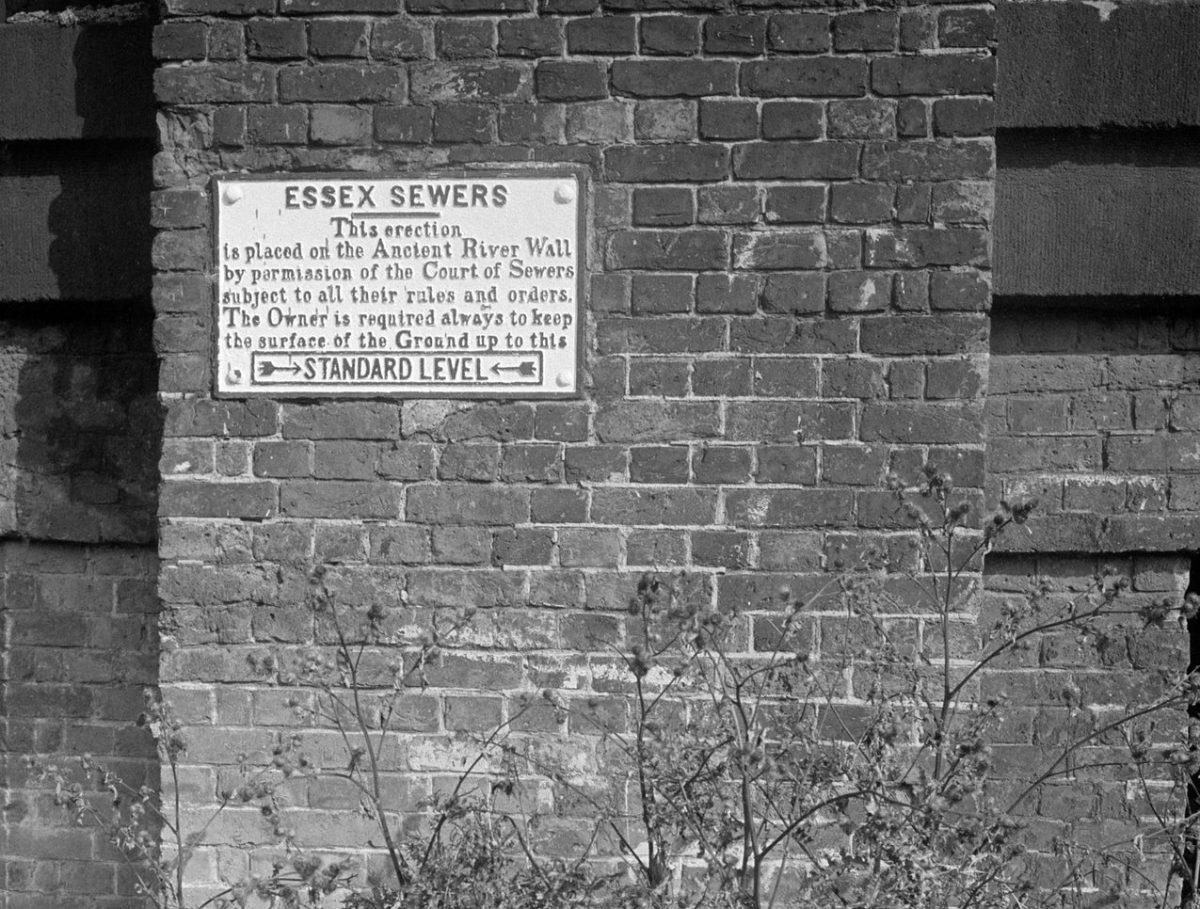 ESSEX SEWERS
This erection
is placed on the Ancient River Wall
by permission of the Court of Sewers
subject to all their rules and orders.
The Owner is required always to keep
the surface of the Ground up to this
STANDARD LEVEL